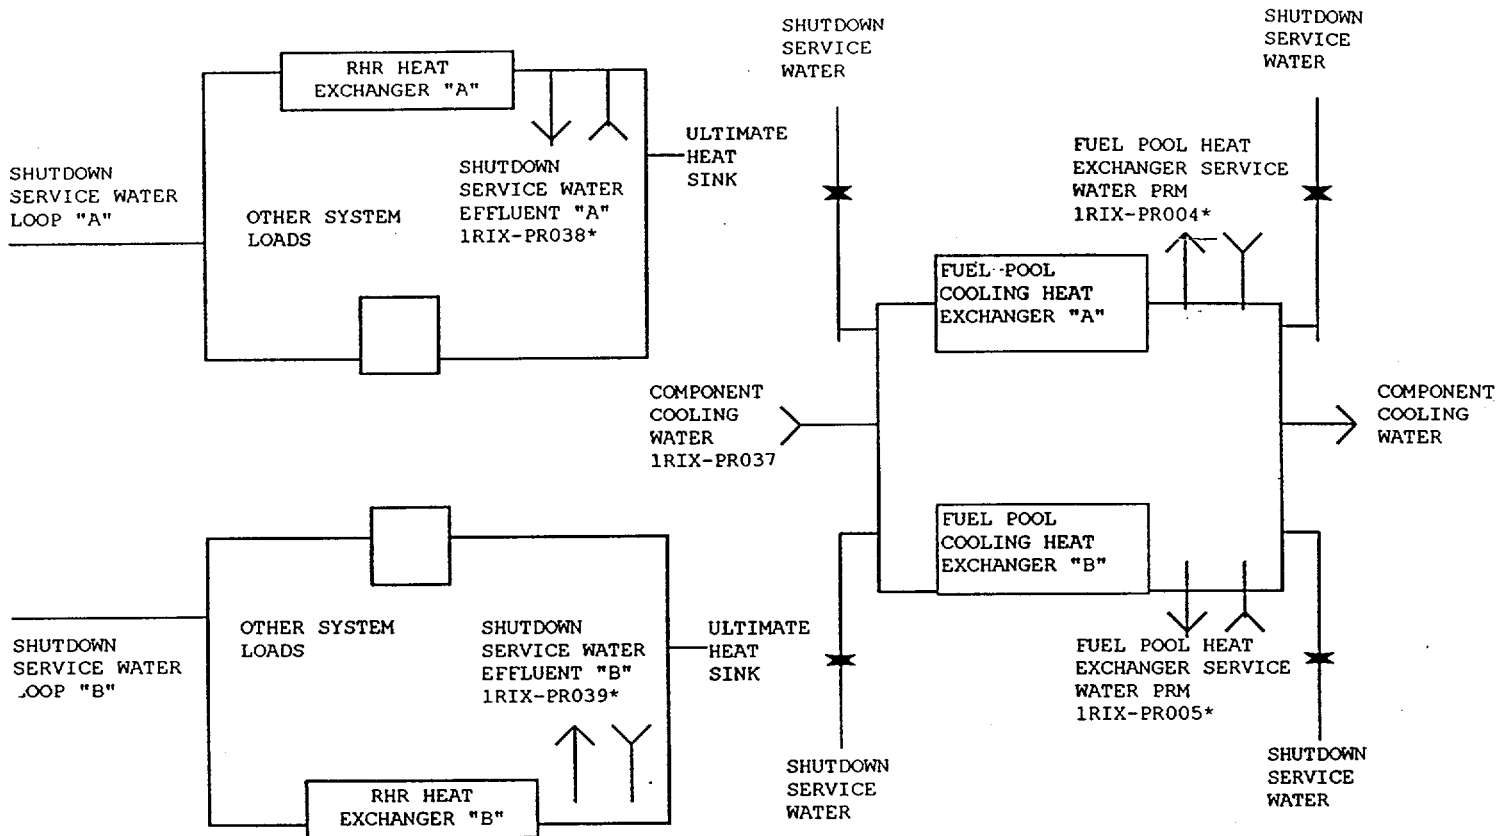 RHR HEAT
EXCHANGER "A"
SHUTDOWN
SERVICE WATER
LOOP "A"
OTHER SYSTEM
LOADS
SHUTDOWN
SERVICE WATER
EFFLUENT "A"
1RIX-PR038*
ULTIMATE
HEAT
SINK
SHUTDOWN
SERVICE WATER
LOOP "B"
OTHER SYSTEM
LOADS
SHUTDOWN
SERVICE WATER
EFFLUENT "B"
1RIX-PR039*
ULTIMATE
HEAT
SINK
RHR HEAT
EXCHANGER "B"
SHUTDOWN
SERVICE
WATER
SHUTDOWN
SERVICE
WATER
FUEL POOL HEAT
EXCHANGER SERVICE
WATER PRM
1RIX-PR004*
FUEL POOL
COOLING HEAT
EXCHANGER "A"
COMPONENT
COOLING
WATER
1RIX-PR037
COMPONENT
COOLING
WATER
FUEL POOL
COOLING HEAT
EXCHANGER "B"
FUEL POOL HEAT
EXCHANGER SERVICE
WATER PRM
1RIX-PR005*
SHUTDOWN
SERVICE
WATER
SHUTDOWN
SERVICE
WATER